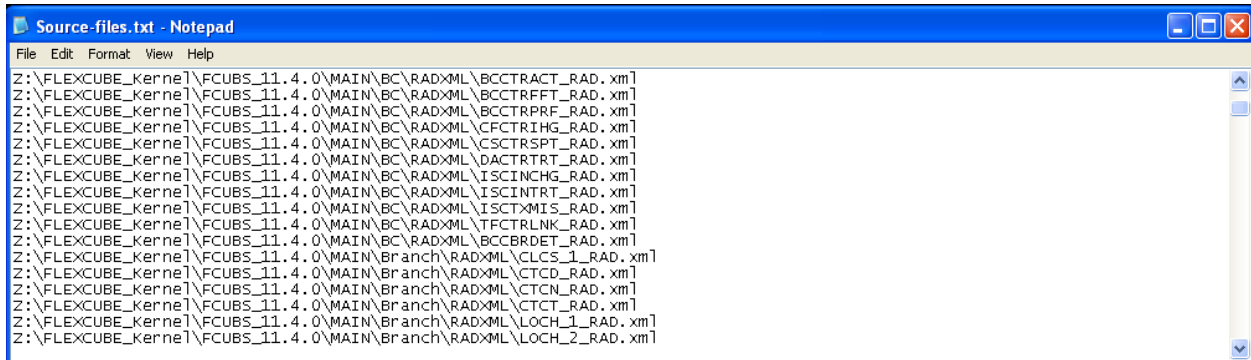 Source-files.txt - Notepad
File Edit Format View Help
Z:\FLEXCUBE_Kernel\FCUBS_11.4.0\MAIN\BC\RADXML\BCCTRACT_RAD.xml
Z:\FLEXCUBE_Kernel\FCUBS_11.4.0\MAIN\BC\RADXML\BCCTRFFT_RAD.xml
Z:\FLEXCUBE_Kernel\FCUBS_11.4.0\MAIN\BC\RADXML\BCCTRPRF_RAD.xml
Z:\FLEXCUBE_Kernel\FCUBS_11.4.0\MAIN\BC\RADXML\CFCTRIHG_RAD.xml
Z:\FLEXCUBE_Kernel\FCUBS_11.4.0\MAIN\BC\RADXML\CSCTRSPT_RAD.xml
Z:\FLEXCUBE_Kernel\FCUBS_11.4.0\MAIN\BC\RADXML\DACTRTRT_RAD.xml
Z:\FLEXCUBE_Kernel\FCUBS_11.4.0\MAIN\BC\RADXML\ISCINCHG_RAD.xml
Z:\FLEXCUBE_Kernel\FCUBS_11.4.0\MAIN\BC\RADXML\ISCINTRT_RAD.xml
Z:\FLEXCUBE_Kernel\FCUBS_11.4.0\MAIN\BC\RADXML\ISCTXMIS_RAD.xml
Z:\FLEXCUBE_Kernel\FCUBS_11.4.0\MAIN\BC\RADXML\TFCTRLNK_RAD.xml
Z:\FLEXCUBE_Kernel\FCUBS_11.4.0\MAIN\BC\RADXML\BCCBRDET_RAD.xml
Z:\FLEXCUBE_Kernel\FCUBS_11.4.0\MAIN\Branch\RADXML\CLCS_1_RAD.xml
Z:\FLEXCUBE_Kernel\FCUBS_11.4.0\MAIN\Branch\RADXML\CTCD_RAD.xml
Z:\FLEXCUBE_Kernel\FCUBS_11.4.0\MAIN\Branch\RADXML\CTCN_RAD.xml
Z:\FLEXCUBE_Kernel\FCUBS_11.4.0\MAIN\Branch\RADXML\CTCT_RAD.xml
Z:\FLEXCUBE_Kernel\FCUBS_11.4.0\MAIN\Branch\RADXML\LOCH_1_RAD.xml
Z:\FLEXCUBE_Kernel\FCUBS_11.4.0\MAIN\Branch\RADXML\LOCH_2_RAD.xml